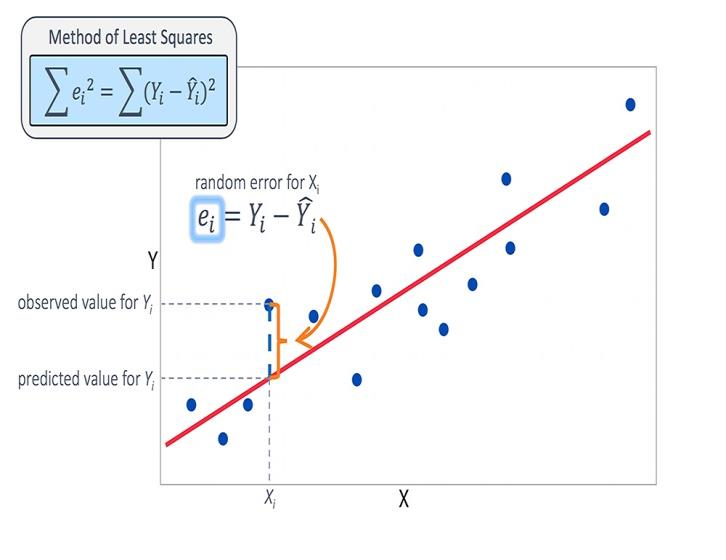 Method of Least Squares
∑ eᵢ² = ∑(Yᵢ − Ŷᵢ)²
random error for Xᵢ
eᵢ = Yᵢ − Ŷᵢ
Y
observed value for Yᵢ
predicted value for Yᵢ
Xᵢ
X